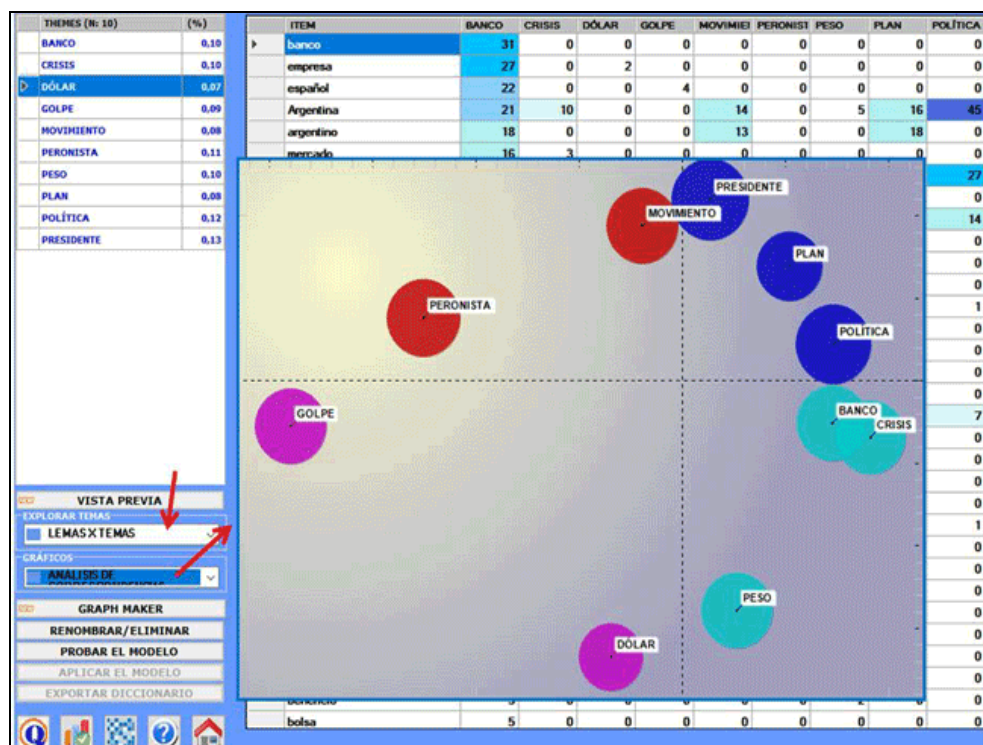 THEMES (N: 10) (%)
BANCO 0,10
CRISIS 0,10
DÓLAR 0,07
GOLPE 0,09
MOVIMIENTO 0,08
PERONISTA 0,11
PESO 0,10
PLAN 0,08
POLÍTICA 0,12
PRESIDENTE 0,13
ITEM BANCO CRISIS DÓLAR GOLPE MOVIMIEI PERONIST PESO PLAN POLÍTICA
banco 31 0 0 0 0 0 0 0 0
empresa 27 0 2 0 0 0 0 0 0
español 22 0 0 4 0 0 0 0 0
Argentina 21 10 0 0 14 0 5 16 45
argentino 18 0 0 0 13 0 0 18 0
mercado 16 3 0 0 0 0 0 0 0
27
0
14
0
0
0
1
0
0
0
0
7
0
0
0
0
1
0
0
0
0
0
0
0
0
bolsa 5 0 0 0 0 0 0 0 0
PRESIDENTE
MOVIMIENTO
PLAN
PERONISTA
POLÍTICA
GOLPE
BANCO
CRISIS
PESO
DÓLAR
VISTA PREVIA
EXPLORAR TEMAS
LEMAS X TEMAS
GRÁFICOS
ANÁLISIS DE
GRAPH MAKER
RENOMBRAR/ELIMINAR
PROBAR EL MODELO
APLICAR EL MODELO
EXPORTAR DICCIONARIO